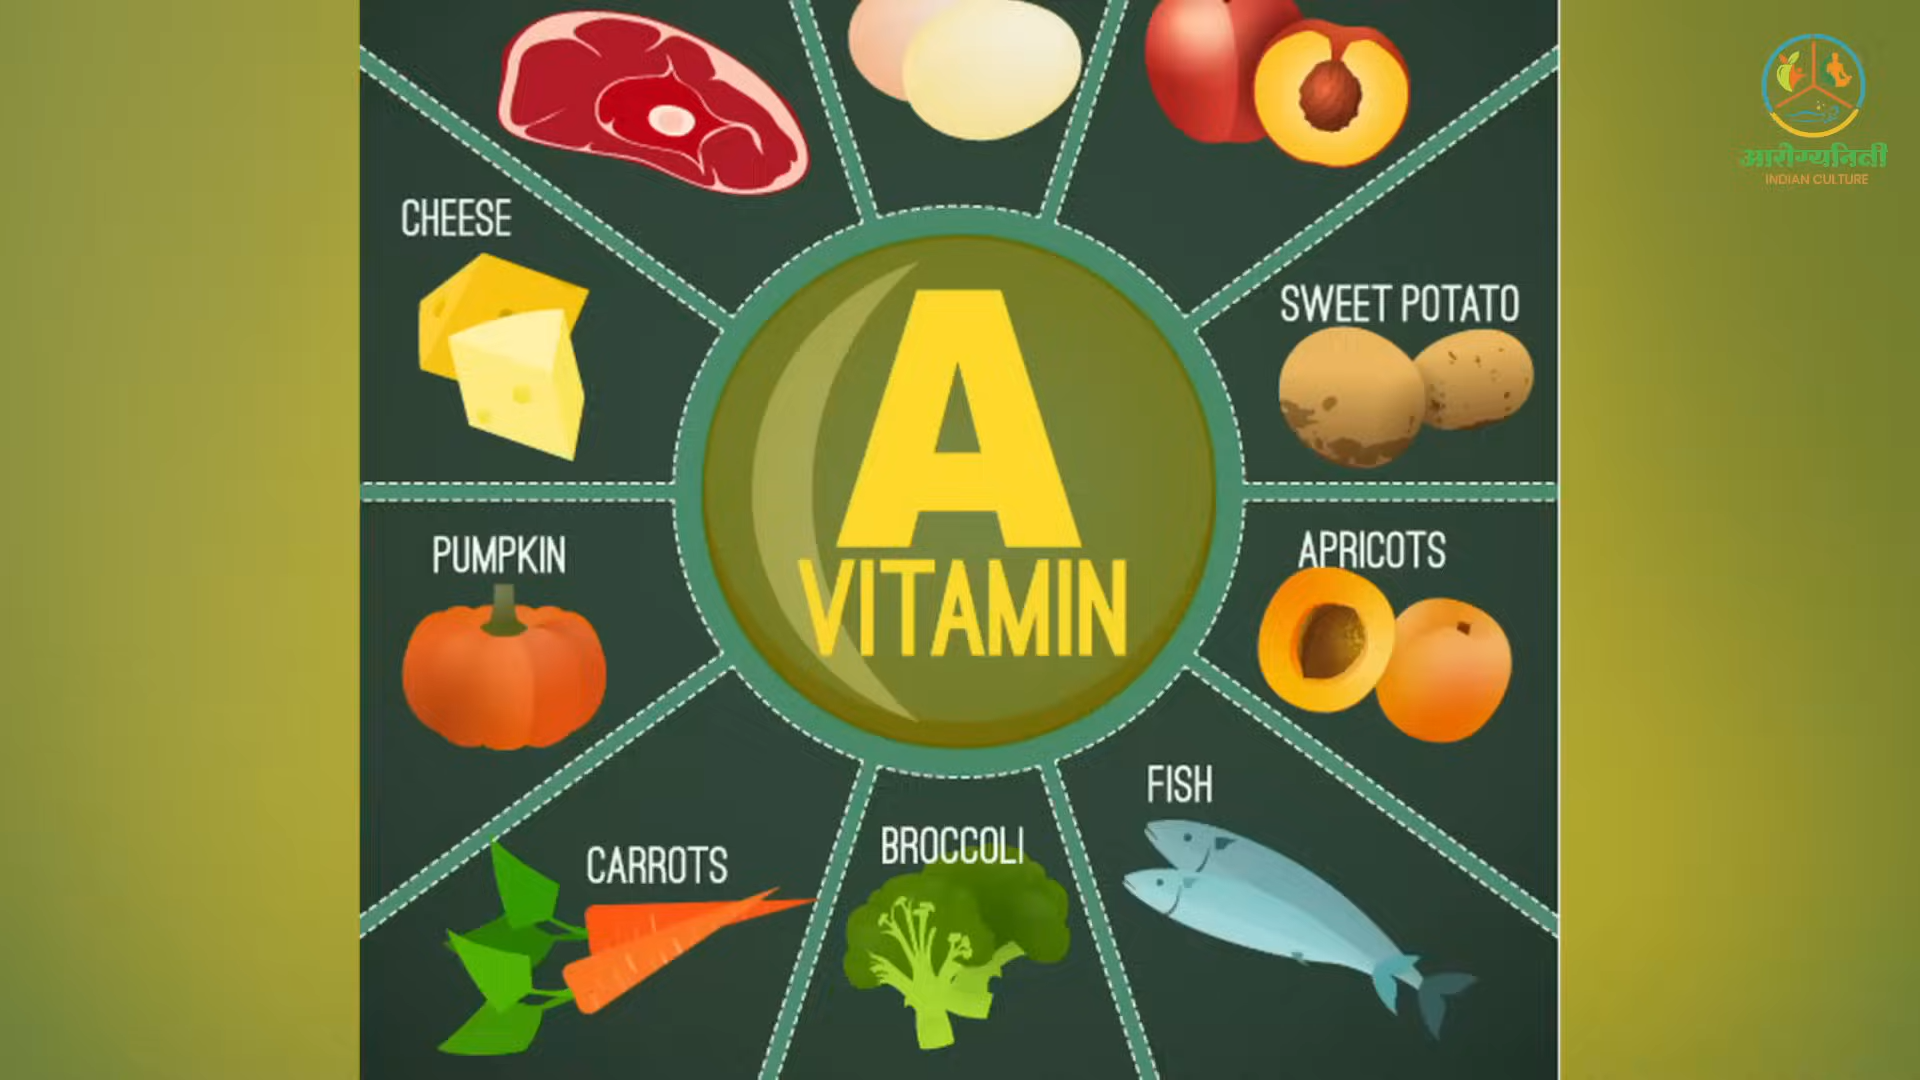 आरोग्यनिती
INDIAN CULTURE
CHEESE
SWEET POTATO
A
VITAMIN
PUMPKIN
APRICOTS
FISH
BROCCOLI
CARROTS